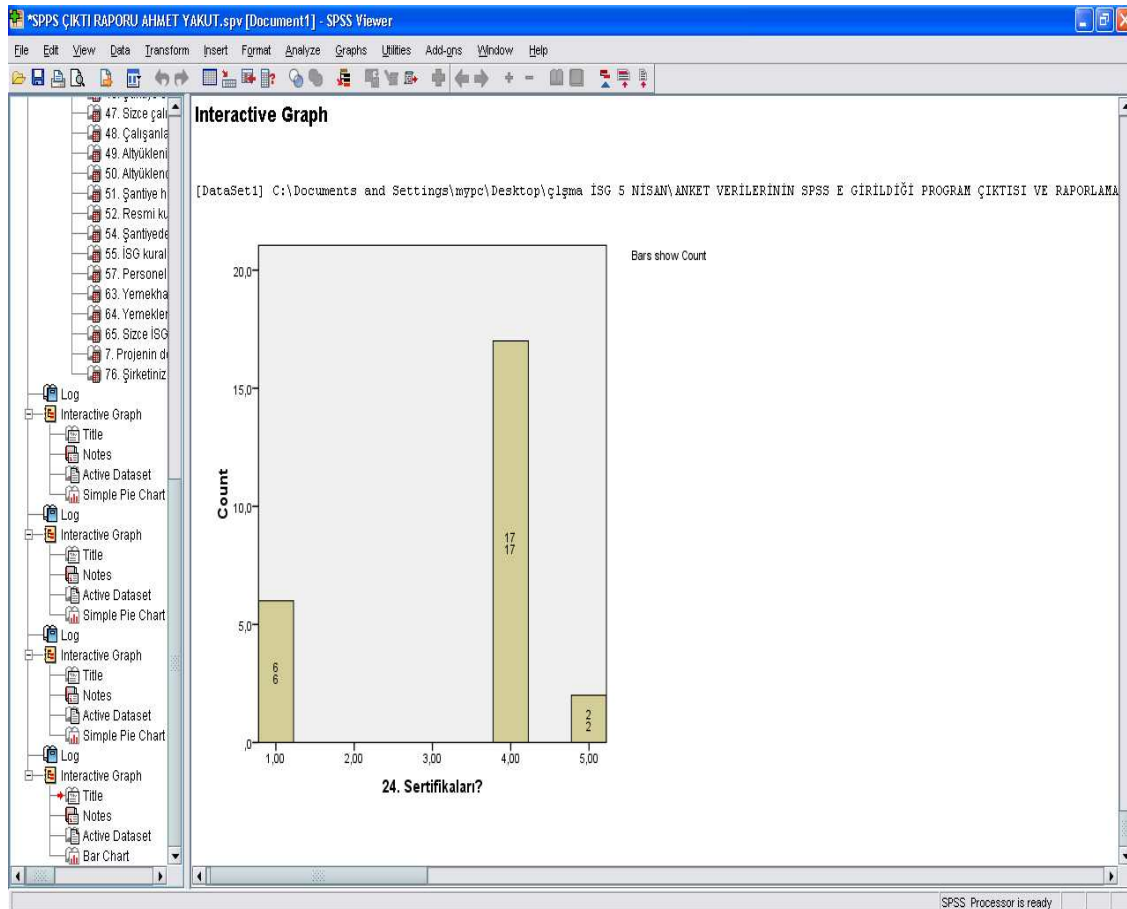 *SPPS ÇIKTI RAPORU AHMET YAKUT.spv [Document1] - SPSS Viewer
File Edit View Data Transform Insert Format Analyze Graphs Utilities Add-ons Window Help
47. Sizce çalı
48. Çalışanla
49. Altyükleni
50. Altyüklenc
51. Şantiye h
52. Resmi ku
54. Şantiyede
55. İSG kural
57. Personel
63. Yemekha
64. Yemekler
65. Sizce İSG
7. Projenin d
76. Şirketiniz
Log
Interactive Graph
Title
Notes
Active Dataset
Simple Pie Chart
Log
Interactive Graph
Title
Notes
Active Dataset
Simple Pie Chart
Log
Interactive Graph
Title
Notes
Active Dataset
Simple Pie Chart
Log
Interactive Graph
Title
Notes
Active Dataset
Bar Chart
Interactive Graph
[DataSet1] C:\Documents and Settings\mypc\Desktop\çlşma İSG 5 NİSAN\ANKET VERİLERİNİN SPSS E GİRİLDİĞİ PROGRAM ÇIKTISI VE RAPORLAMA
Bars show Count
20,0
15,0
10,0
5,0
,0
Count
6
6
17
17
2
2
1,00 2,00 3,00 4,00 5,00
24. Sertifikaları?
SPSS Processor is ready